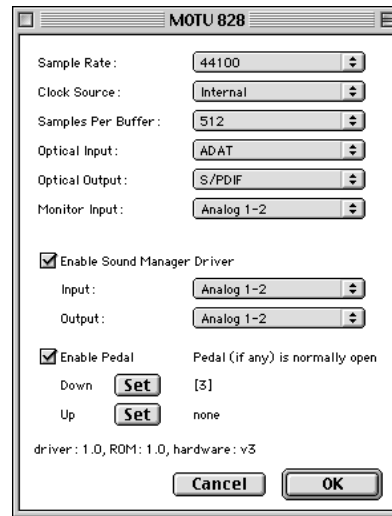 MOTU 828
Sample Rate: 44100
Clock Source: Internal
Samples Per Buffer: 512
Optical Input: ADAT
Optical Output: S/PDIF
Monitor Input: Analog 1-2
Enable Sound Manager Driver
Input: Analog 1-2
Output: Analog 1-2
Enable Pedal Pedal (if any) is normally open
Down Set [3]
Up Set none
driver: 1.0, ROM: 1.0, hardware: v3
Cancel OK